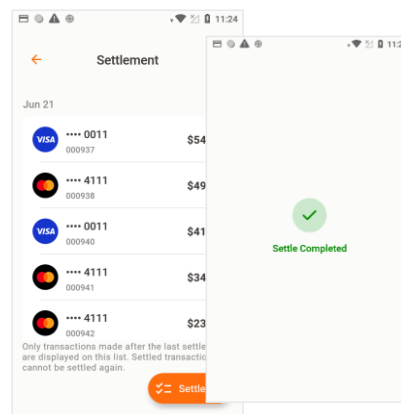 11:24
Settlement
Jun 21
VISA •••• 0011 $54
000937
•••• 4111 $49
000938
VISA •••• 0011 $41
000940
•••• 4111 $34
000941
•••• 4111 $23
000942
Only transactions made after the last settle
are displayed on this list. Settled transactio
cannot be settled again.
Settle
11:2
Settle Completed